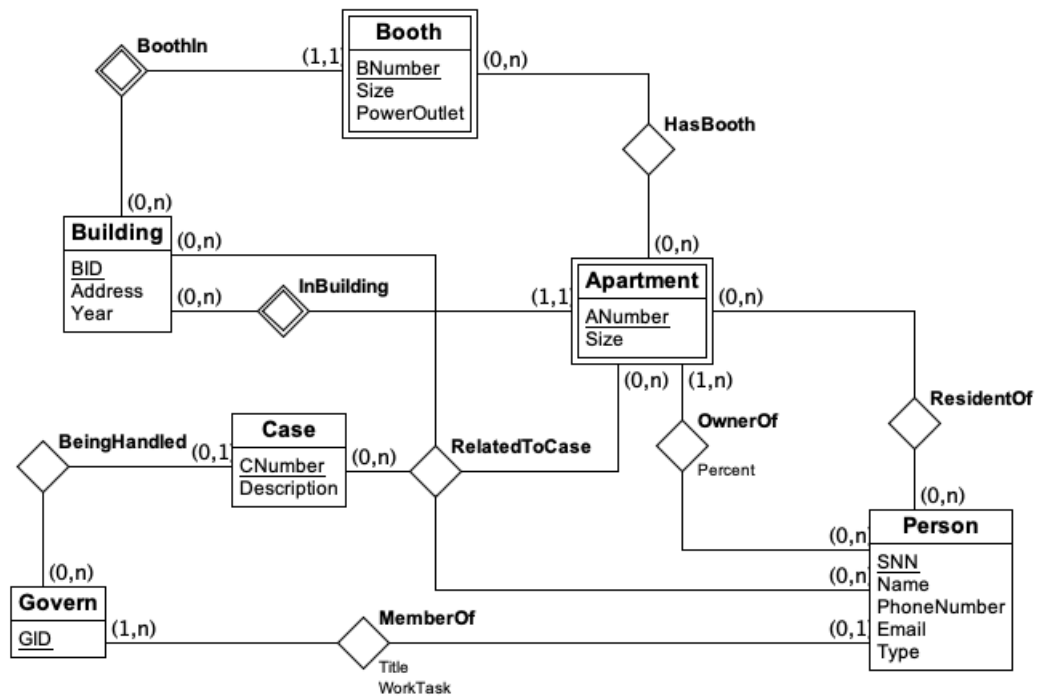 Booth
BoothIn
(1,1)
BNumber
Size
PowerOutlet
(0,n)
HasBooth
(0,n)
Building
BID
Address
Year
(0,n)
(0,n)
(0,n)
InBuilding
(1,1)
Apartment
ANumber
Size
(0,n)
(0,n)
(1,n)
ResidentOf
OwnerOf
Percent
BeingHandled
(0,1)
Case
CNumber
Description
(0,n)
RelatedToCase
(0,n)
Person
SNN
Name
PhoneNumber
Email
Type
(0,n)
(0,n)
(0,n)
Govern
GID
(1,n)
MemberOf
Title
WorkTask
(0,1)